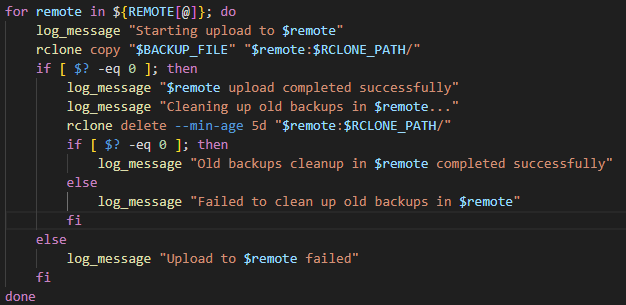 for remote in ${REMOTE[@]}; do
    log_message "Starting upload to $remote"
    rclone copy "$BACKUP_FILE" "$remote:$RCLONE_PATH/"
    if [ $? -eq 0 ]; then
        log_message "$remote upload completed successfully"
        log_message "Cleaning up old backups in $remote..."
        rclone delete --min-age 5d "$remote:$RCLONE_PATH/"
        if [ $? -eq 0 ]; then
            log_message "Old backups cleanup in $remote completed successfully"
        else
            log_message "Failed to clean up old backups in $remote"
        fi
    else
        log_message "Upload to $remote failed"
    fi
done